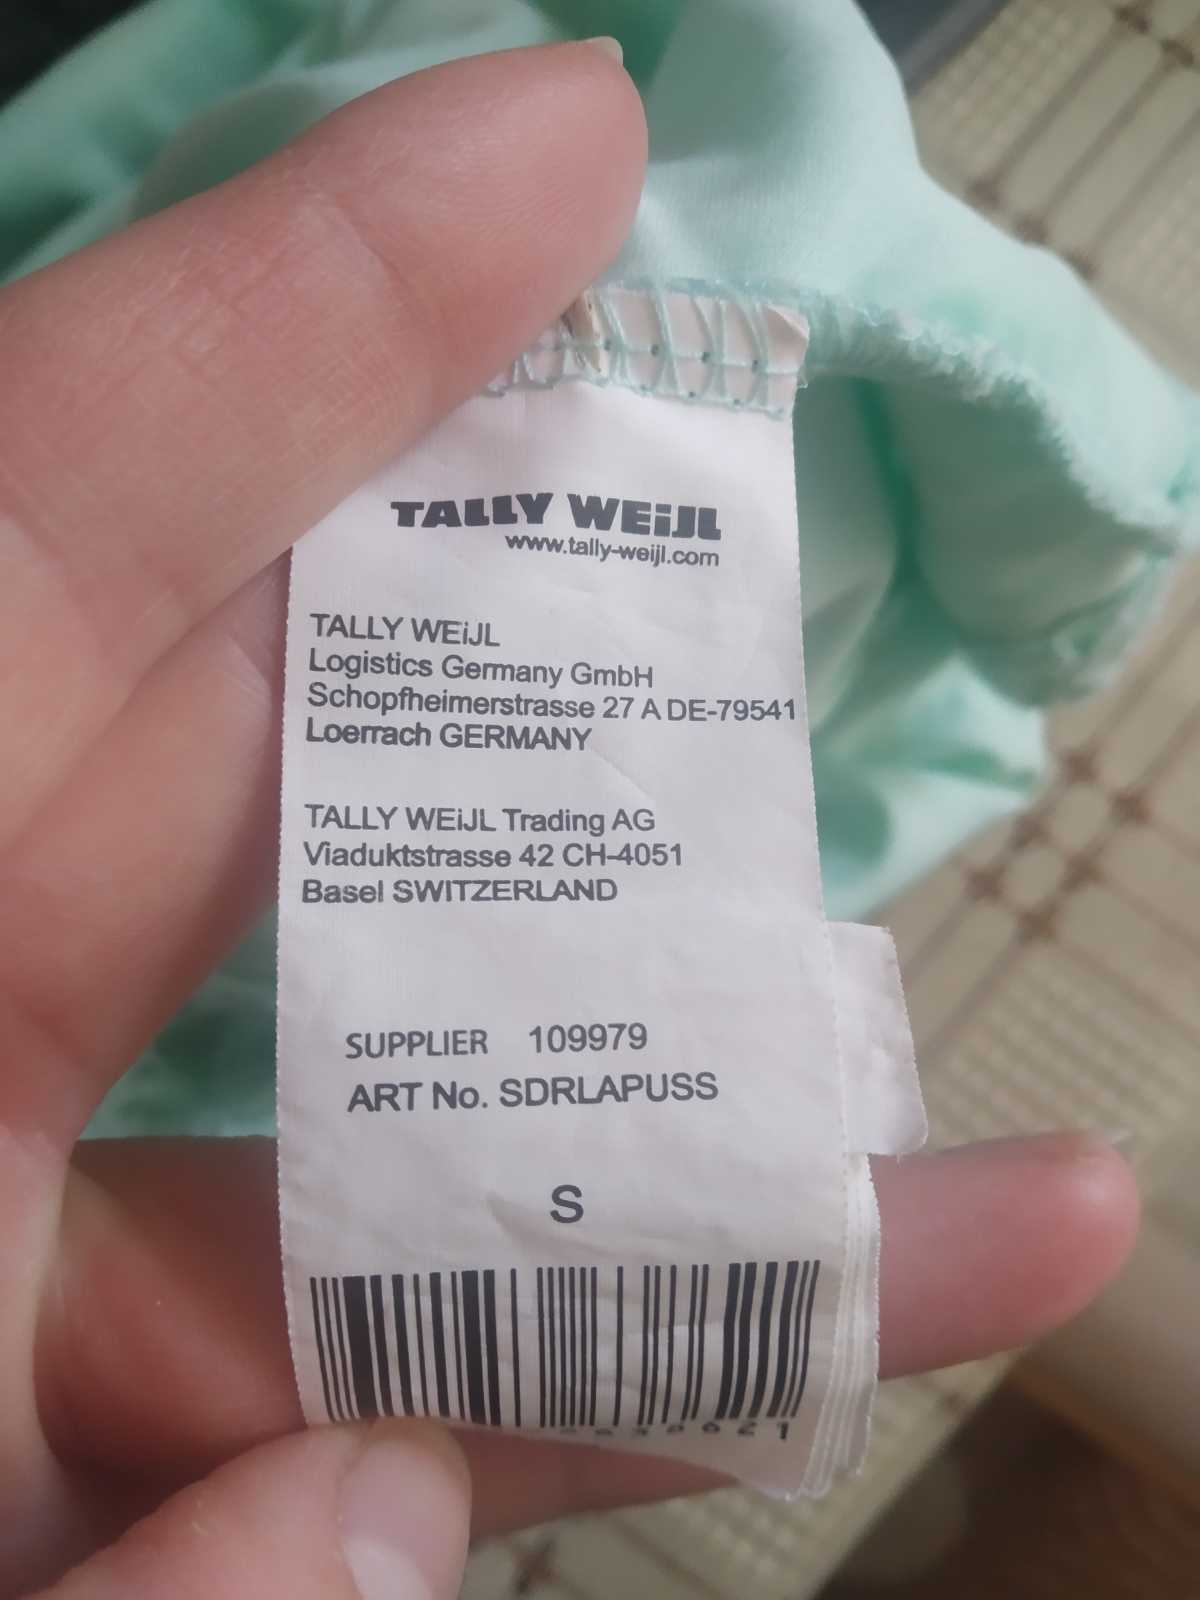 TALLY WEiJL
www.tally-weijl.com
TALLY WEiJL
Logistics Germany GmbH
Schopfheimerstrasse 27 A DE-79541
Loerrach GERMANY
TALLY WEiJL Trading AG
Viaduktstrasse 42 CH-4051
Basel SWITZERLAND
SUPPLIER 109979
ART No. SDRLAPUSS
S